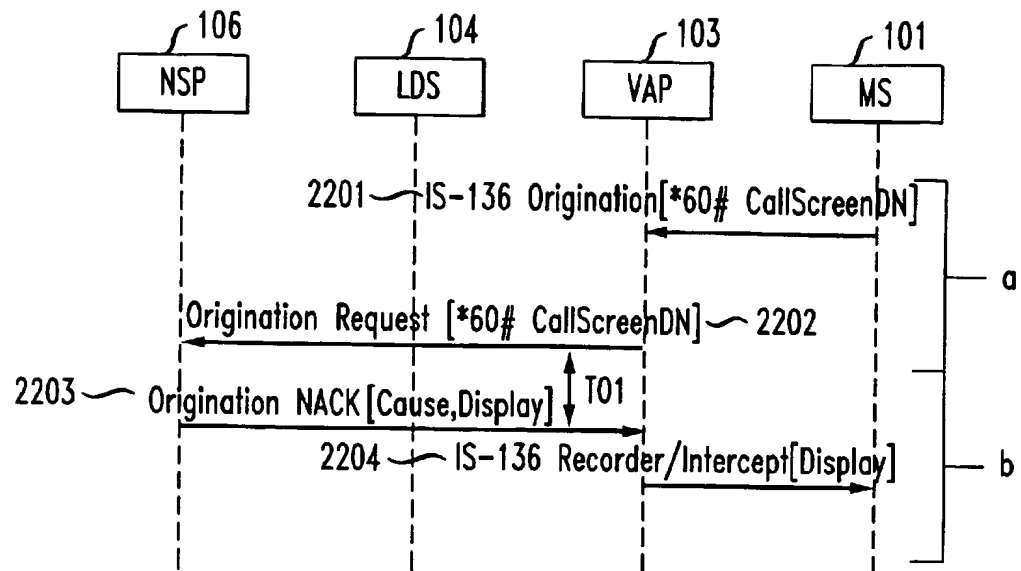 106 104 103 101
NSP LDS VAP MS
2201 IS-136 Origination[*60# CallScreenDN]
a
Origination Request [*60# CallScreenDN] 2202
2203 Origination NACK[Cause,Display] T01
2204 IS-136 Recorder/Intercept[Display]
b